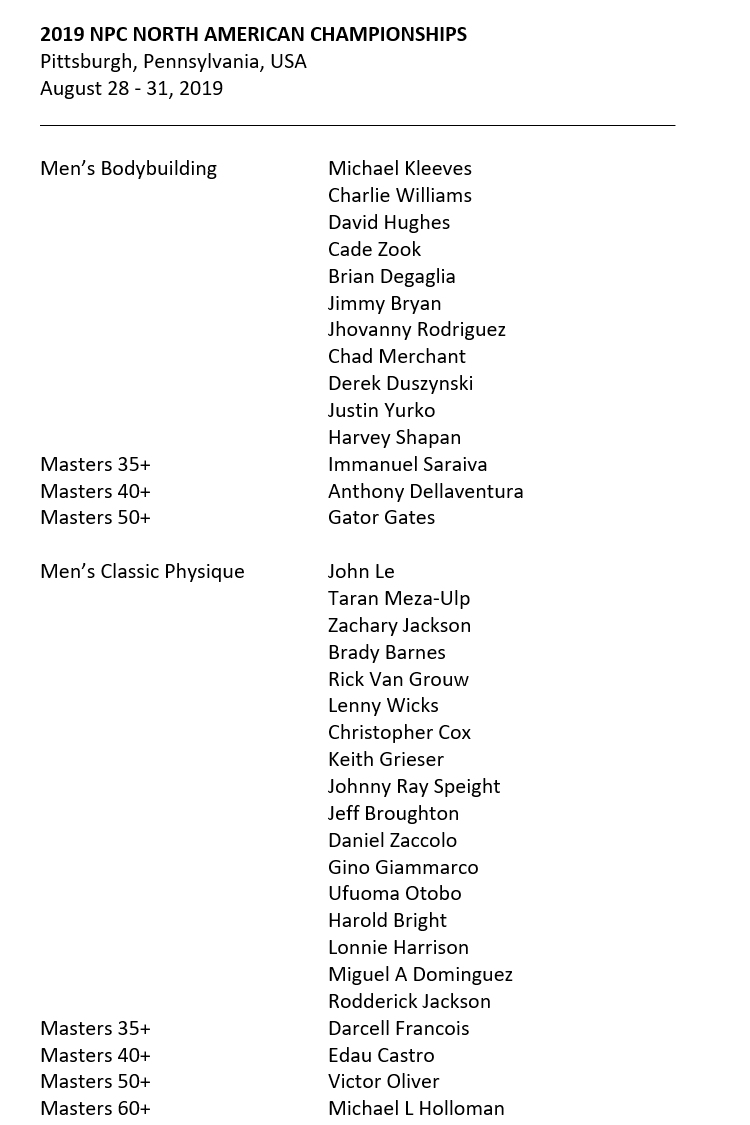 2019 NPC NORTH AMERICAN CHAMPIONSHIPS
Pittsburgh, Pennsylvania, USA
August 28 - 31, 2019
Men’s Bodybuilding Michael Kleeves
Charlie Williams
David Hughes
Cade Zook
Brian Degaglia
Jimmy Bryan
Jhovanny Rodriguez
Chad Merchant
Derek Duszynski
Justin Yurko
Harvey Shapan
Masters 35+ Immanuel Saraiva
Masters 40+ Anthony Dellaventura
Masters 50+ Gator Gates
Men’s Classic Physique John Le
Taran Meza-Ulp
Zachary Jackson
Brady Barnes
Rick Van Grouw
Lenny Wicks
Christopher Cox
Keith Grieser
Johnny Ray Speight
Jeff Broughton
Daniel Zaccolo
Gino Giammarco
Ufuoma Otobo
Harold Bright
Lonnie Harrison
Miguel A Dominguez
Rodderick Jackson
Masters 35+ Darcell Francois
Masters 40+ Edau Castro
Masters 50+ Victor Oliver
Masters 60+ Michael L Holloman